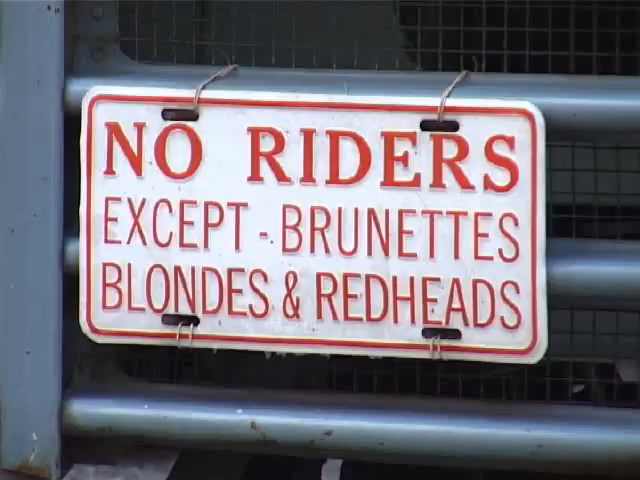 NO RIDERS
EXCEPT - BRUNETTES
BLONDES & REDHEADS